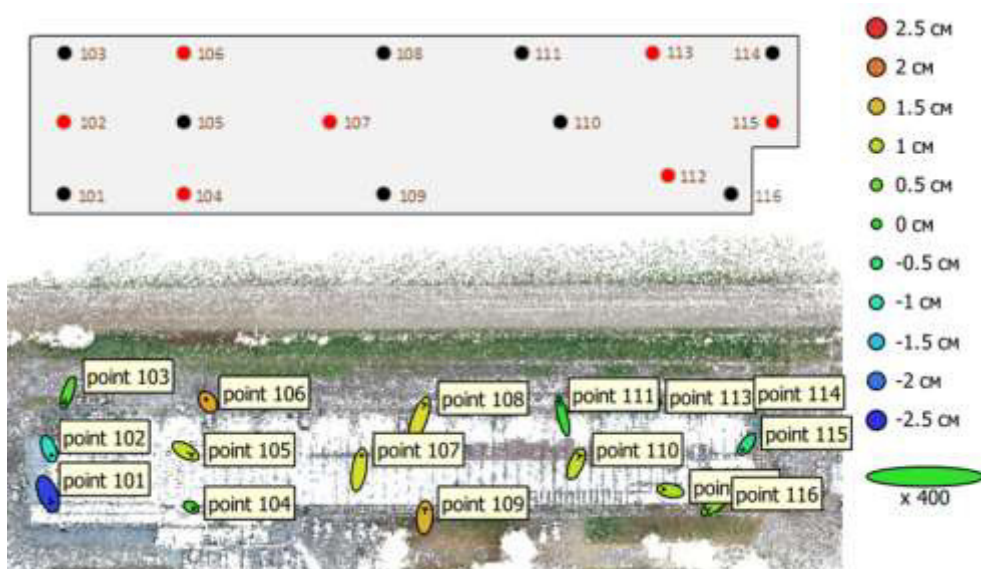 103
106
108
111
113
114
102
105
107
110
115
101
104
109
112
116
2.5 см
2 см
1.5 см
1 см
0.5 см
0 см
-0.5 см
-1 см
-1.5 см
-2 см
-2.5 см
x 400
point 103
point 106
point 108
point 111
point 113
point 114
point 102
point 105
point 107
point 110
point 115
point 101
point 104
point 109
poin
point 116